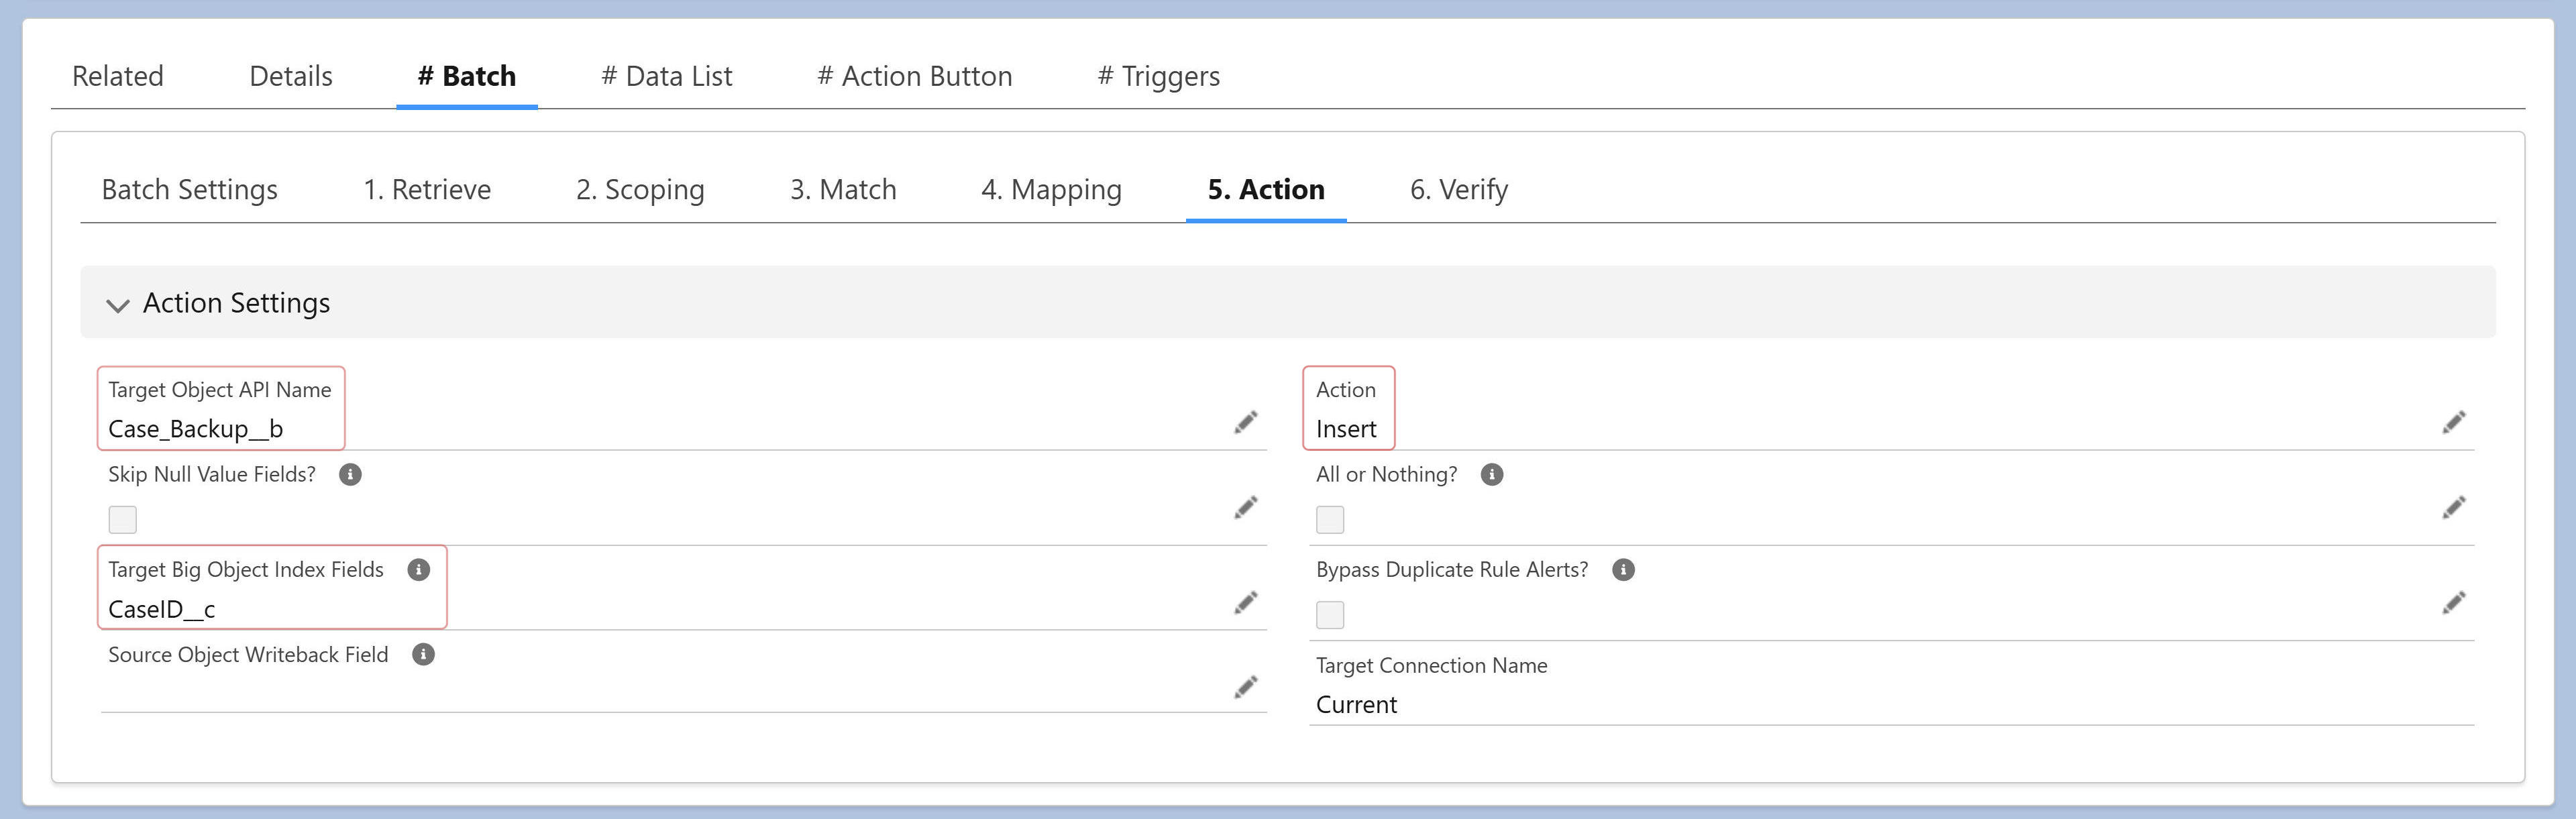 Related Details # Batch # Data List # Action Button # Triggers
Batch Settings 1. Retrieve 2. Scoping 3. Match 4. Mapping 5. Action 6. Verify
Action Settings
Target Object API Name
Case_Backup__b
Action
Insert
Skip Null Value Fields?
All or Nothing?
Target Big Object Index Fields
CaseID__c
Bypass Duplicate Rule Alerts?
Source Object Writeback Field
Target Connection Name
Current